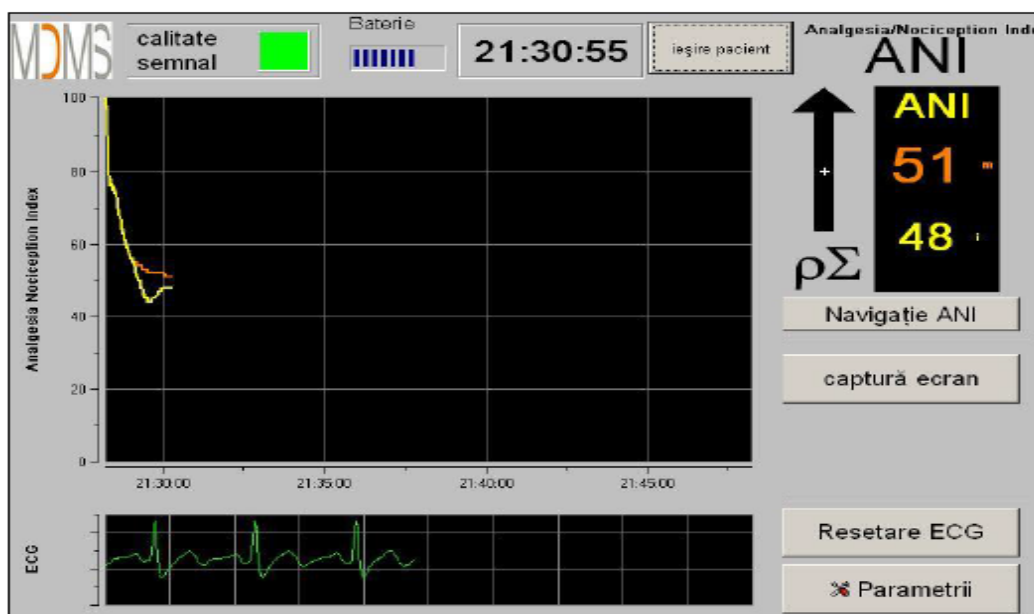 MDMS
calitate
semnal
Baterie
21:30:55
ieșire pacient
Analgesia/Nociception Inde
ANI
ANI
51 m
48 i
ρΣ
Navigație ANI
captură ecran
Resetare ECG
Parametrii
Analgesia Nociception Index
100
80
60
40
20
0
21:30:00
21:35:00
21:40:00
21:45:00
ECG